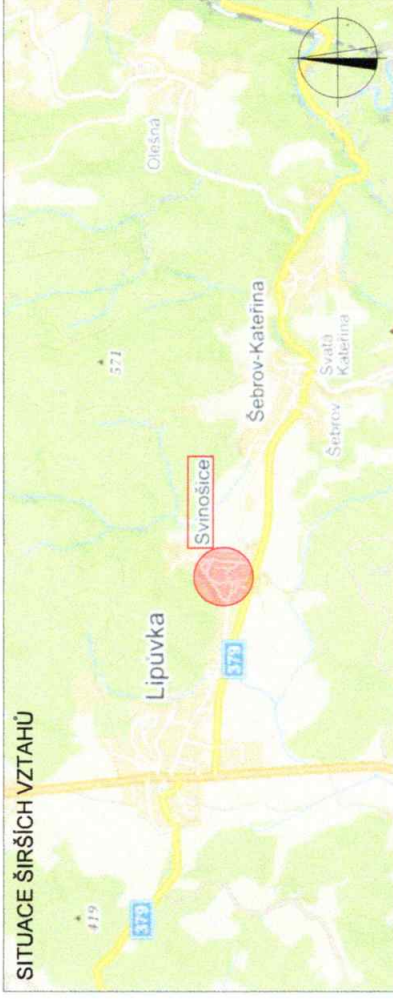 SITUACE ŠIRŠÍCH VZTAHŮ
419
379
Lipůvka
379
Svinošice
571
Šebrov-Kateřina
Šebrov
Svatá
Kateřina
Olešná